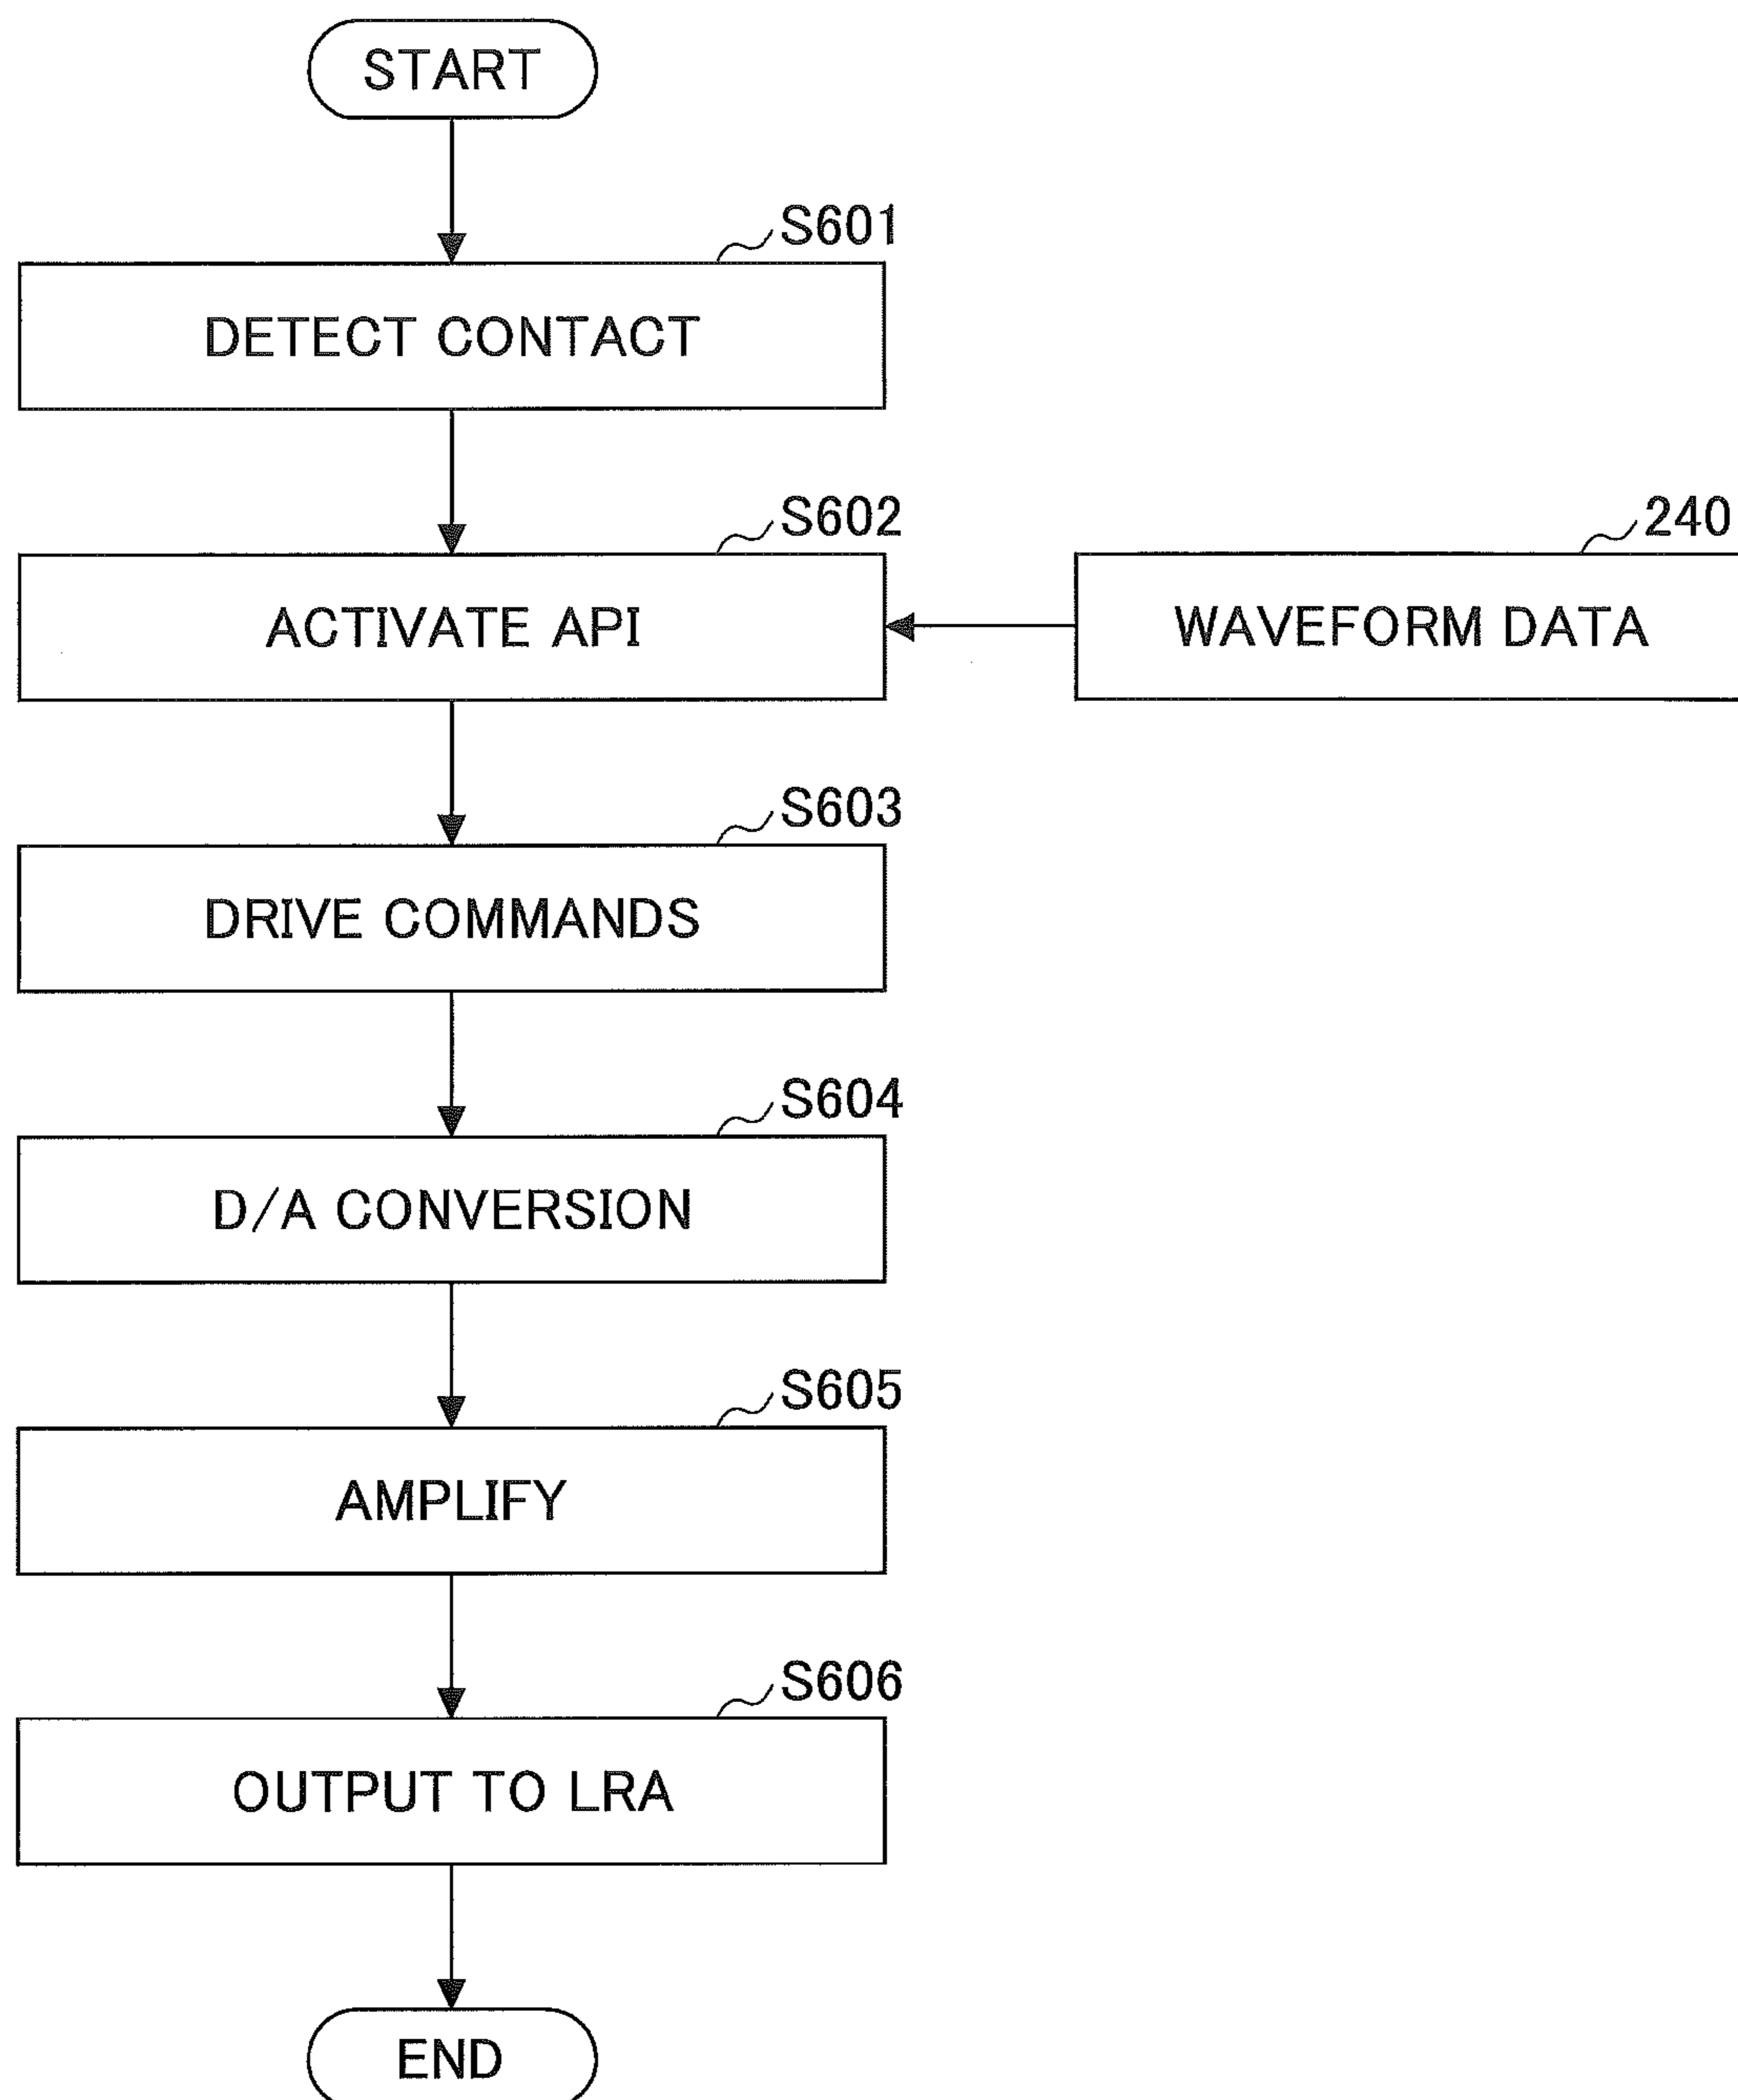 START
S601
DETECT CONTACT
S602
ACTIVATE API
240
WAVEFORM DATA
S603
DRIVE COMMANDS
S604
D/A CONVERSION
S605
AMPLIFY
S606
OUTPUT TO LRA
END